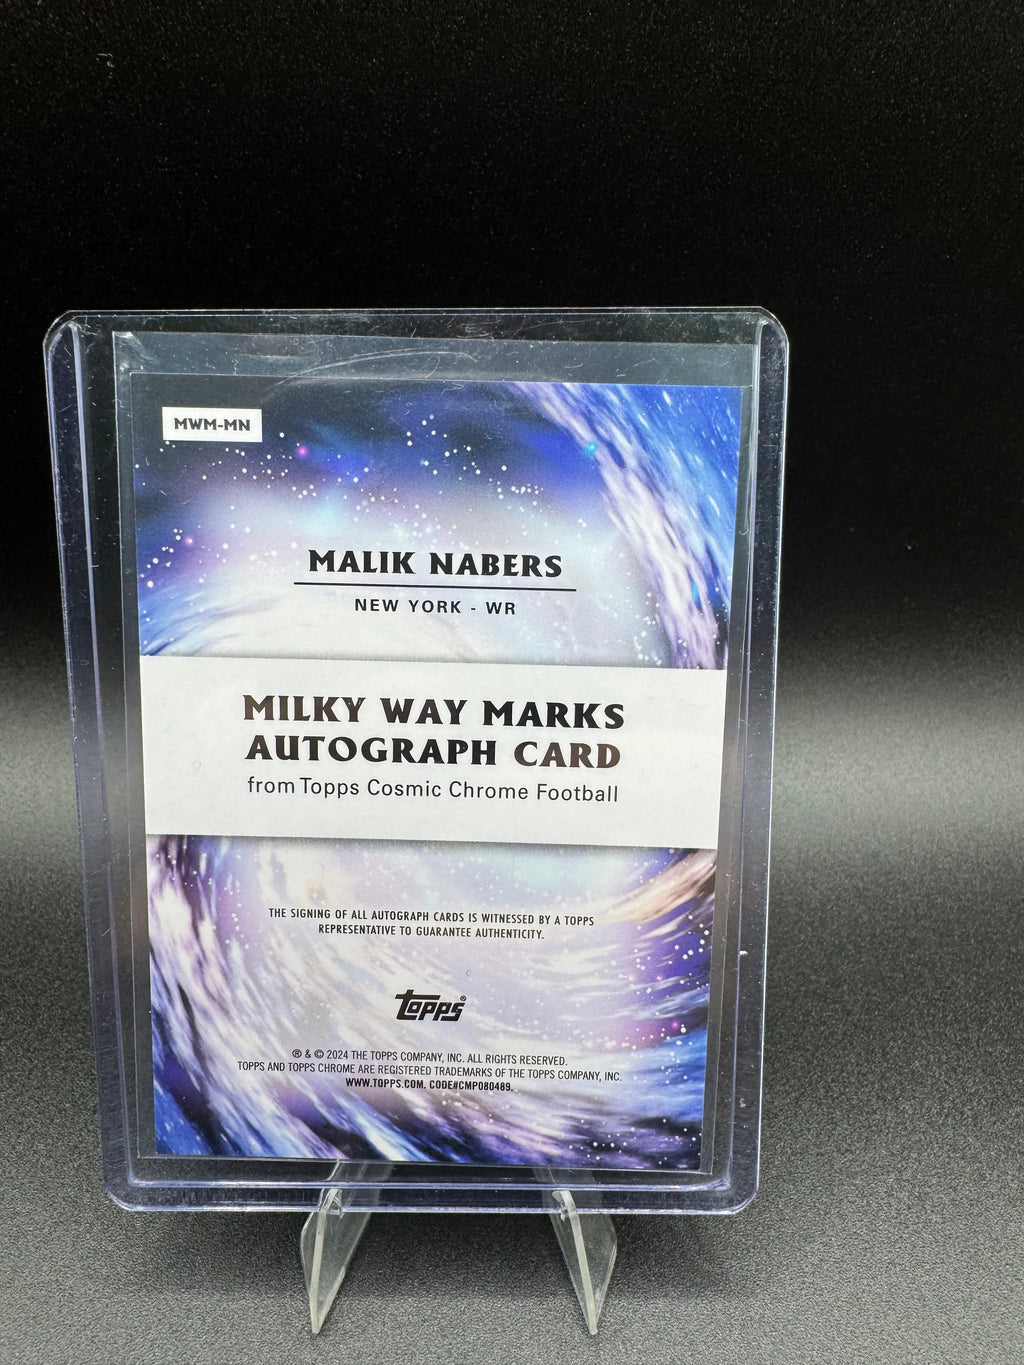 MWM-MN
MALIK NABERS
NEW YORK - WR
MILKY WAY MARKS
AUTOGRAPH CARD
from Topps Cosmic Chrome Football
THE SIGNING OF ALL AUTOGRAPH CARDS IS WITNESSED BY A TOPPS
REPRESENTATIVE TO GUARANTEE AUTHENTICITY.
topps®
® & © 2024 THE TOPPS COMPANY, INC. ALL RIGHTS RESERVED.
TOPPS AND TOPPS CHROME ARE REGISTERED TRADEMARKS OF THE TOPPS COMPANY, INC.
WWW.TOPPS.COM. CODE#CMP080489.